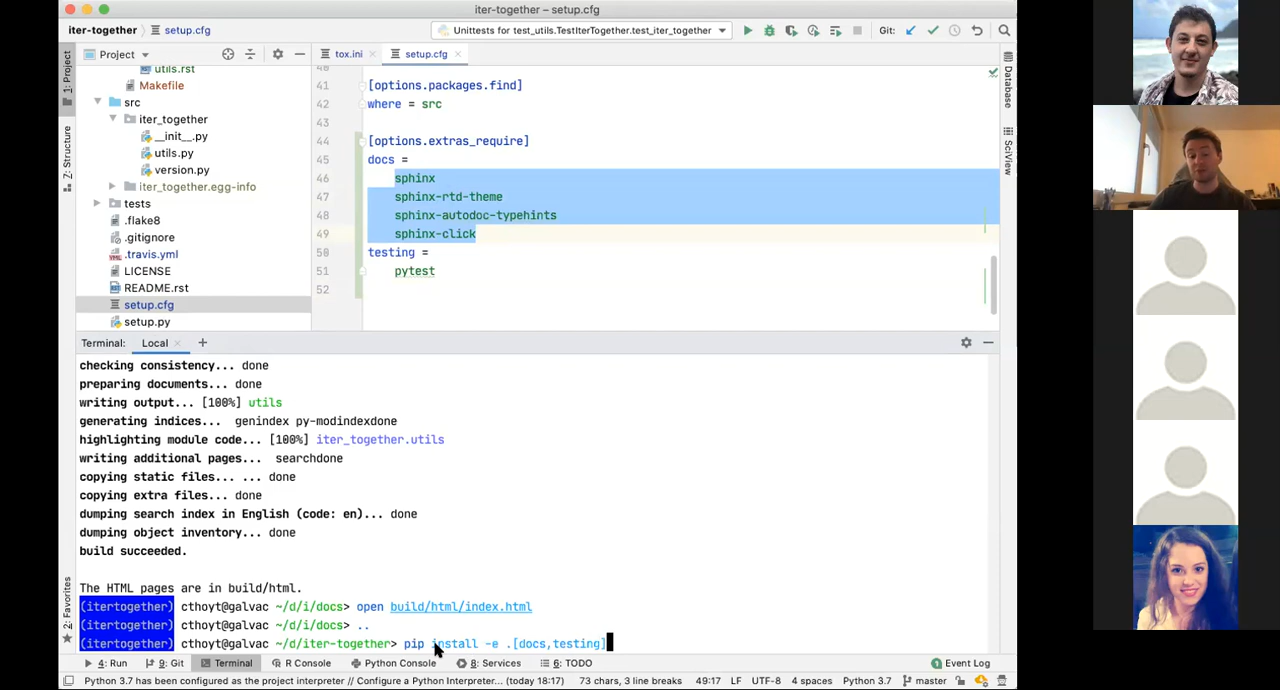 iter-together – setup.cfg
iter-together
setup.cfg
Unittests for test_utils.TestIterTogether.test_iter_together
Git:
1: Project
Project
tox.ini
setup.cfg
Database
utils.rst
Makefile
src
iter_together
__init__.py
utils.py
version.py
iter_together.egg-info
tests
.flake8
.gitignore
.travis.yml
LICENSE
README.rst
setup.cfg
setup.py
Z: Structure
SciView
40
41 [options.packages.find]
42 where = src
43
44 [options.extras_require]
45 docs =
46 sphinx
47 sphinx-rtd-theme
48 sphinx-autodoc-typehints
49 sphinx-click
50 testing =
51 pytest
52
Terminal: Local
checking consistency... done
preparing documents... done
writing output... [100%] utils
generating indices... genindex py-modindexdone
highlighting module code... [100%] iter_together.utils
writing additional pages... searchdone
copying static files... ... done
copying extra files... done
dumping search index in English (code: en)... done
dumping object inventory... done
build succeeded.
The HTML pages are in build/html.
(itertogether) cthoyt@galvac ~/d/i/docs> open build/html/index.html
(itertogether) cthoyt@galvac ~/d/i/docs> ..
(itertogether) cthoyt@galvac ~/d/iter-together> pip install -e .[docs,testing]
2: Favorites
4: Run
9: Git
Terminal
R Console
Python Console
8: Services
6: TODO
Event Log
Python 3.7 has been configured as the project interpreter // Configure a Python Interpreter... (today 18:17)
73 chars, 3 line breaks
49:17
LF
UTF-8
4 spaces
Python 3.7
master